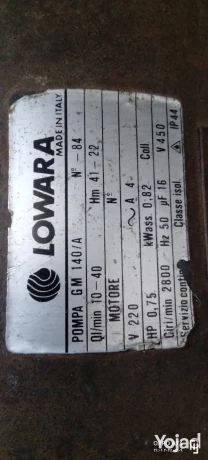 LOWARA
MADE IN ITALY
POMPA GM 140/A N° -84
Ql/min 10-40 Hm 41-22
MOTORE N°
V 220 ~ A 4 Coll.
HP 0,75 kWass. 0,82
Giri/min 2800 Hz 50 µF 16 V 450
Servizio continuo Classe isol. IP44
Yojad